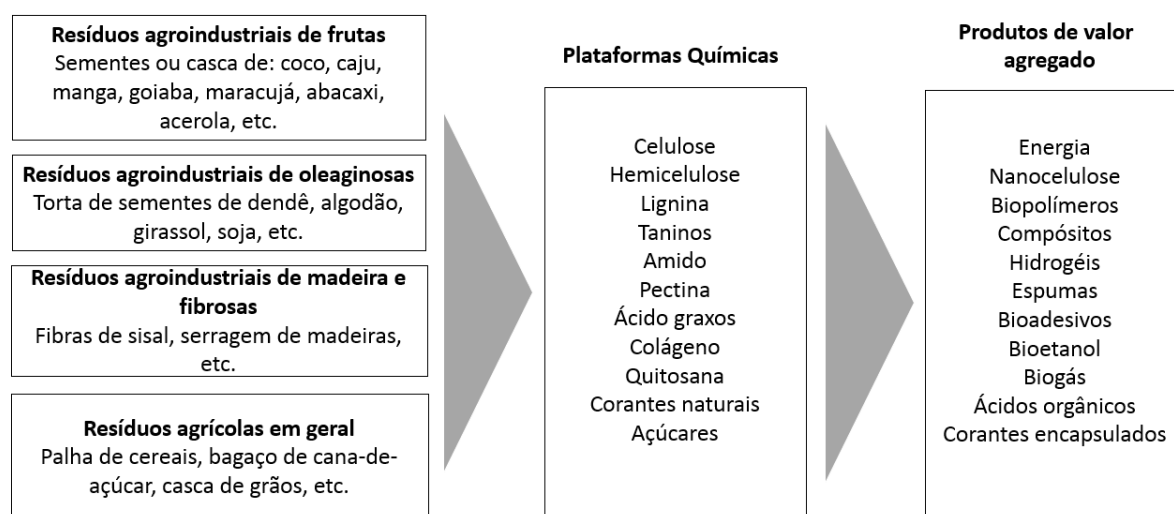 Resíduos agroindustriais de frutas
Sementes ou casca de: coco, caju,
manga, goiaba, maracujá, abacaxi,
acerola, etc.
Resíduos agroindustriais de oleaginosas
Torta de sementes de dendê, algodão,
girassol, soja, etc.
Resíduos agroindustriais de madeira e
fibrosas
Fibras de sisal, serragem de madeiras,
etc.
Resíduos agrícolas em geral
Palha de cereais, bagaço de cana-de-
açúcar, casca de grãos, etc.
Plataformas Químicas
Celulose
Hemicelulose
Lignina
Taninos
Amido
Pectina
Ácido graxos
Colágeno
Quitosana
Corantes naturais
Açúcares
Produtos de valor
agregado
Energia
Nanocelulose
Biopolímeros
Compósitos
Hidrogéis
Espumas
Bioadesivos
Bioetanol
Biogás
Ácidos orgânicos
Corantes encapsulados